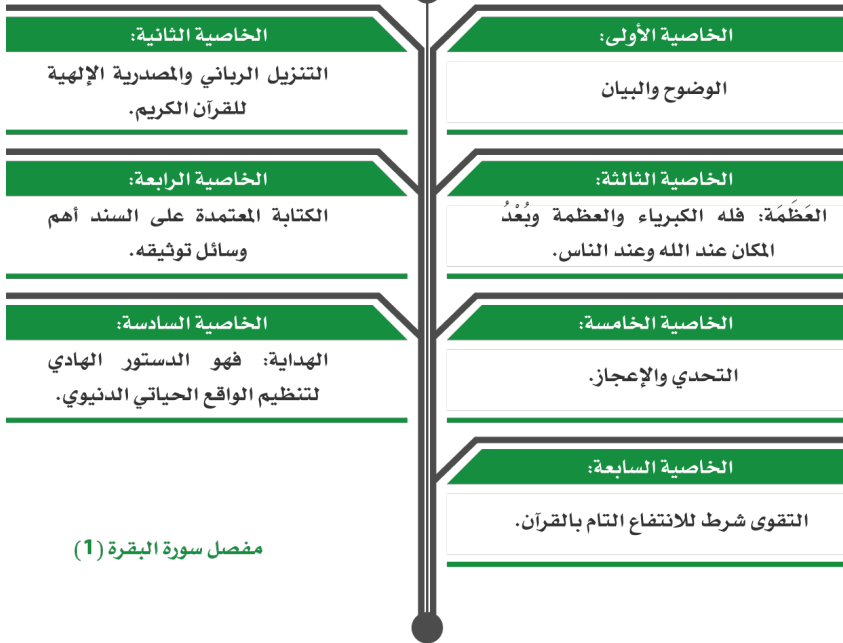 الخاصية الأولى:
الوضوح والبيان
الخاصية الثانية:
التنزيل الرباني والمصدرية الإلهية
للقرآن الكريم.
الخاصية الثالثة:
العَظَمَة: فله الكبرياء والعظمة وبُعْدُ
المكان عند الله وعند الناس.
الخاصية الرابعة:
الكتابة المعتمدة على السند أهم
وسائل توثيقه.
الخاصية الخامسة:
التحدي والإعجاز.
الخاصية السادسة:
الهداية: فهو الدستور الهادي
لتنظيم الواقع الحياتي الدنيوي.
الخاصية السابعة:
التقوى شرط للانتفاع التام بالقرآن.
مفصل سورة البقرة (1)